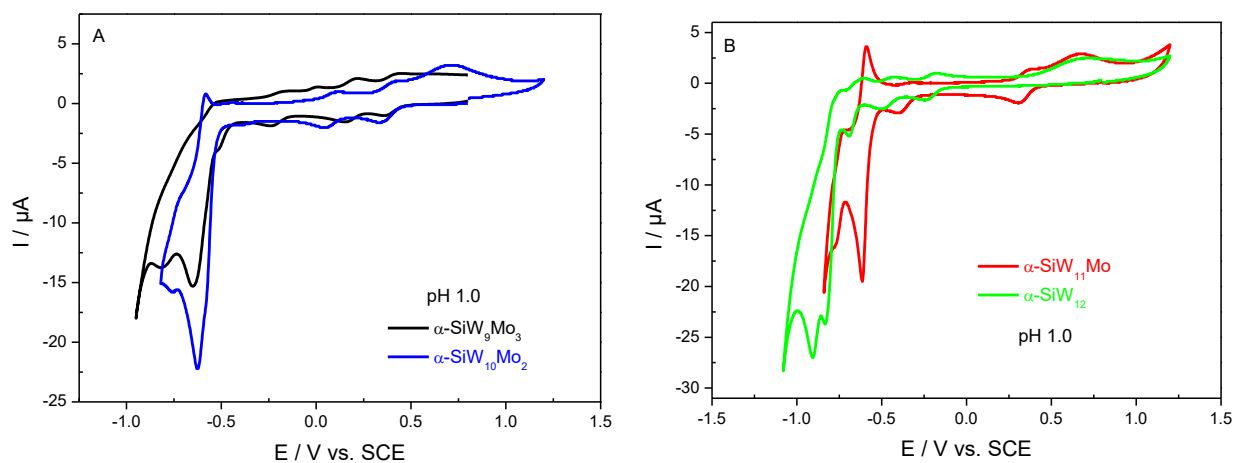 A
5
0
-5
-10
-15
-20
-25
I / µA
-1.0 -0.5 0.0 0.5 1.0 1.5
E / V vs. SCE
pH 1.0
α-SiW9Mo3
α-SiW10Mo2
B
5
0
-5
-10
-15
-20
-25
-30
I / µA
-1.5 -1.0 -0.5 0.0 0.5 1.0 1.5
E / V vs. SCE
α-SiW11Mo
α-SiW12
pH 1.0